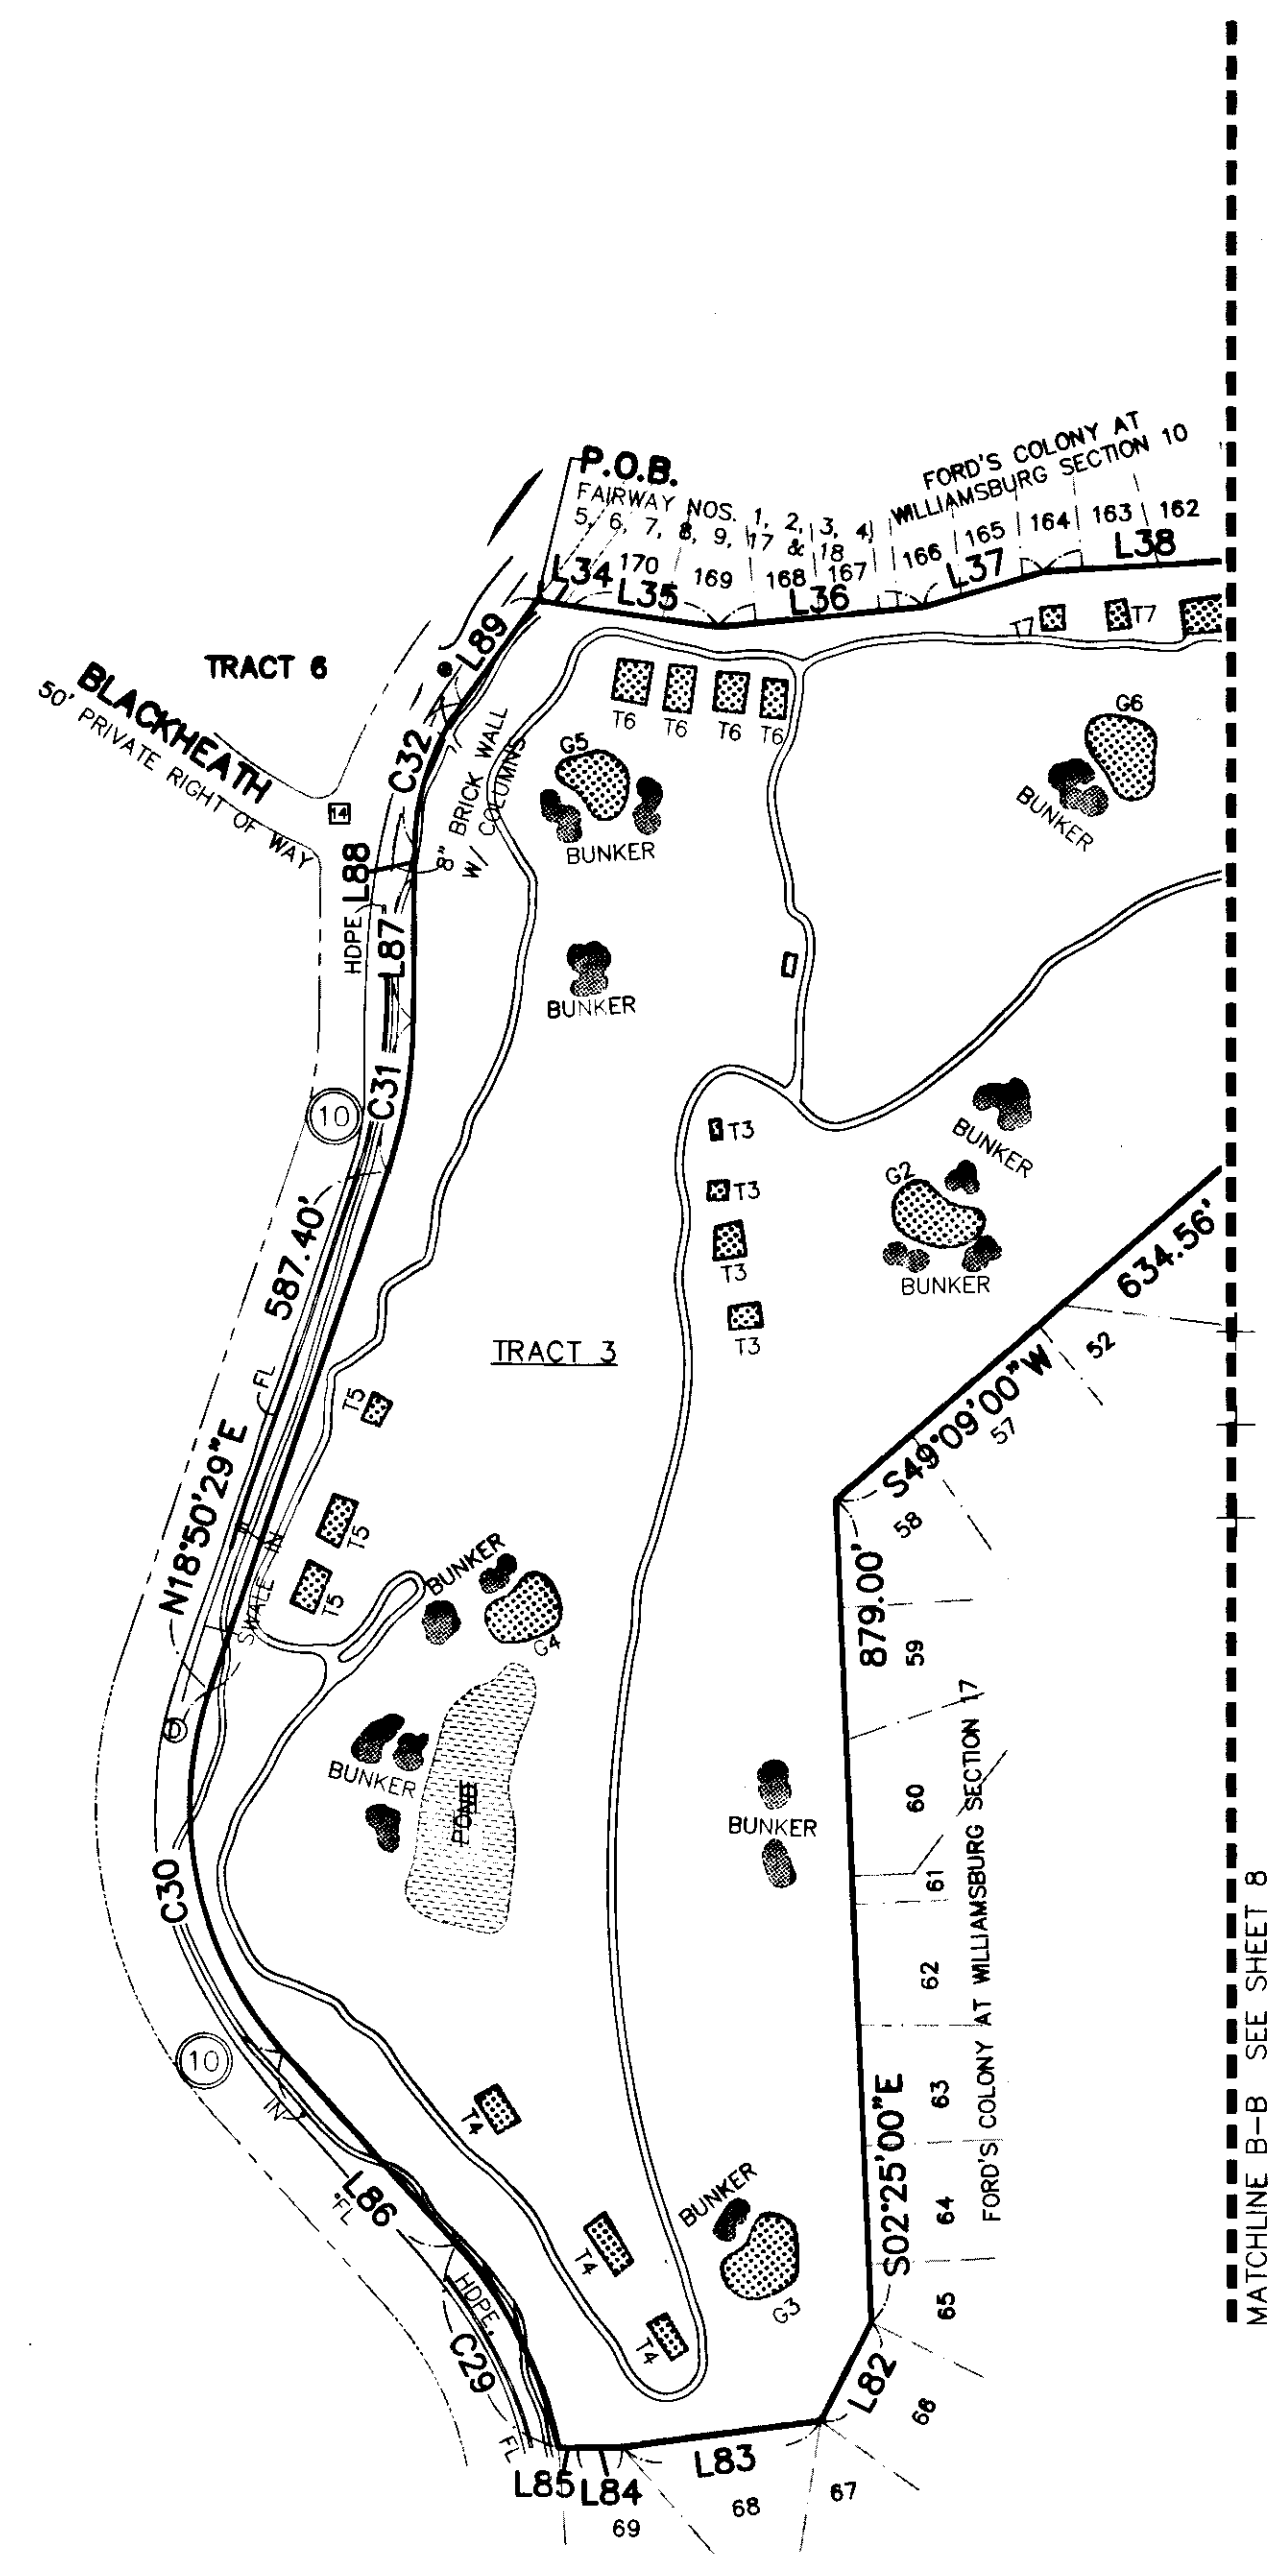 FORD'S COLONY AT
WILLIAMSBURG SECTION 10
P.O.B.
FAIRWAY NOS. 1, 2, 3, 4,
5, 6, 7, 8, 9, 17 & 18
162
163
164
165
166
167
168
169
170
L34
L35
L36
L37
L38
L89
TRACT 6
BLACKHEATH
50' PRIVATE RIGHT OF WAY
T7
T7
T6
T6
T6
T6
G6
G5
BUNKER
BUNKER
C32
8" BRICK WALL
W/ COLUMNS
14
L88
HDPE
L87
BUNKER
C31
10
T3
T3
T3
T3
BUNKER
G2
BUNKER
634.56'
S49°09'00"W
52
57
58
587.40'
N18°50'29"E
FL
TRACT 3
T5
T5
T5
SWALE
IN
BUNKER
G4
879.00'
S02°25'00"E
59
60
61
62
63
64
65
66
67
68
69
FORD'S COLONY AT WILLIAMSBURG SECTION 17
D
BUNKER
POND
BUNKER
C30
10
IN
L86
FL
T4
T4
T4
BUNKER
G3
HDPE
C29
FL
L82
L83
L84
L85
MATCHLINE B-B SEE SHEET 8